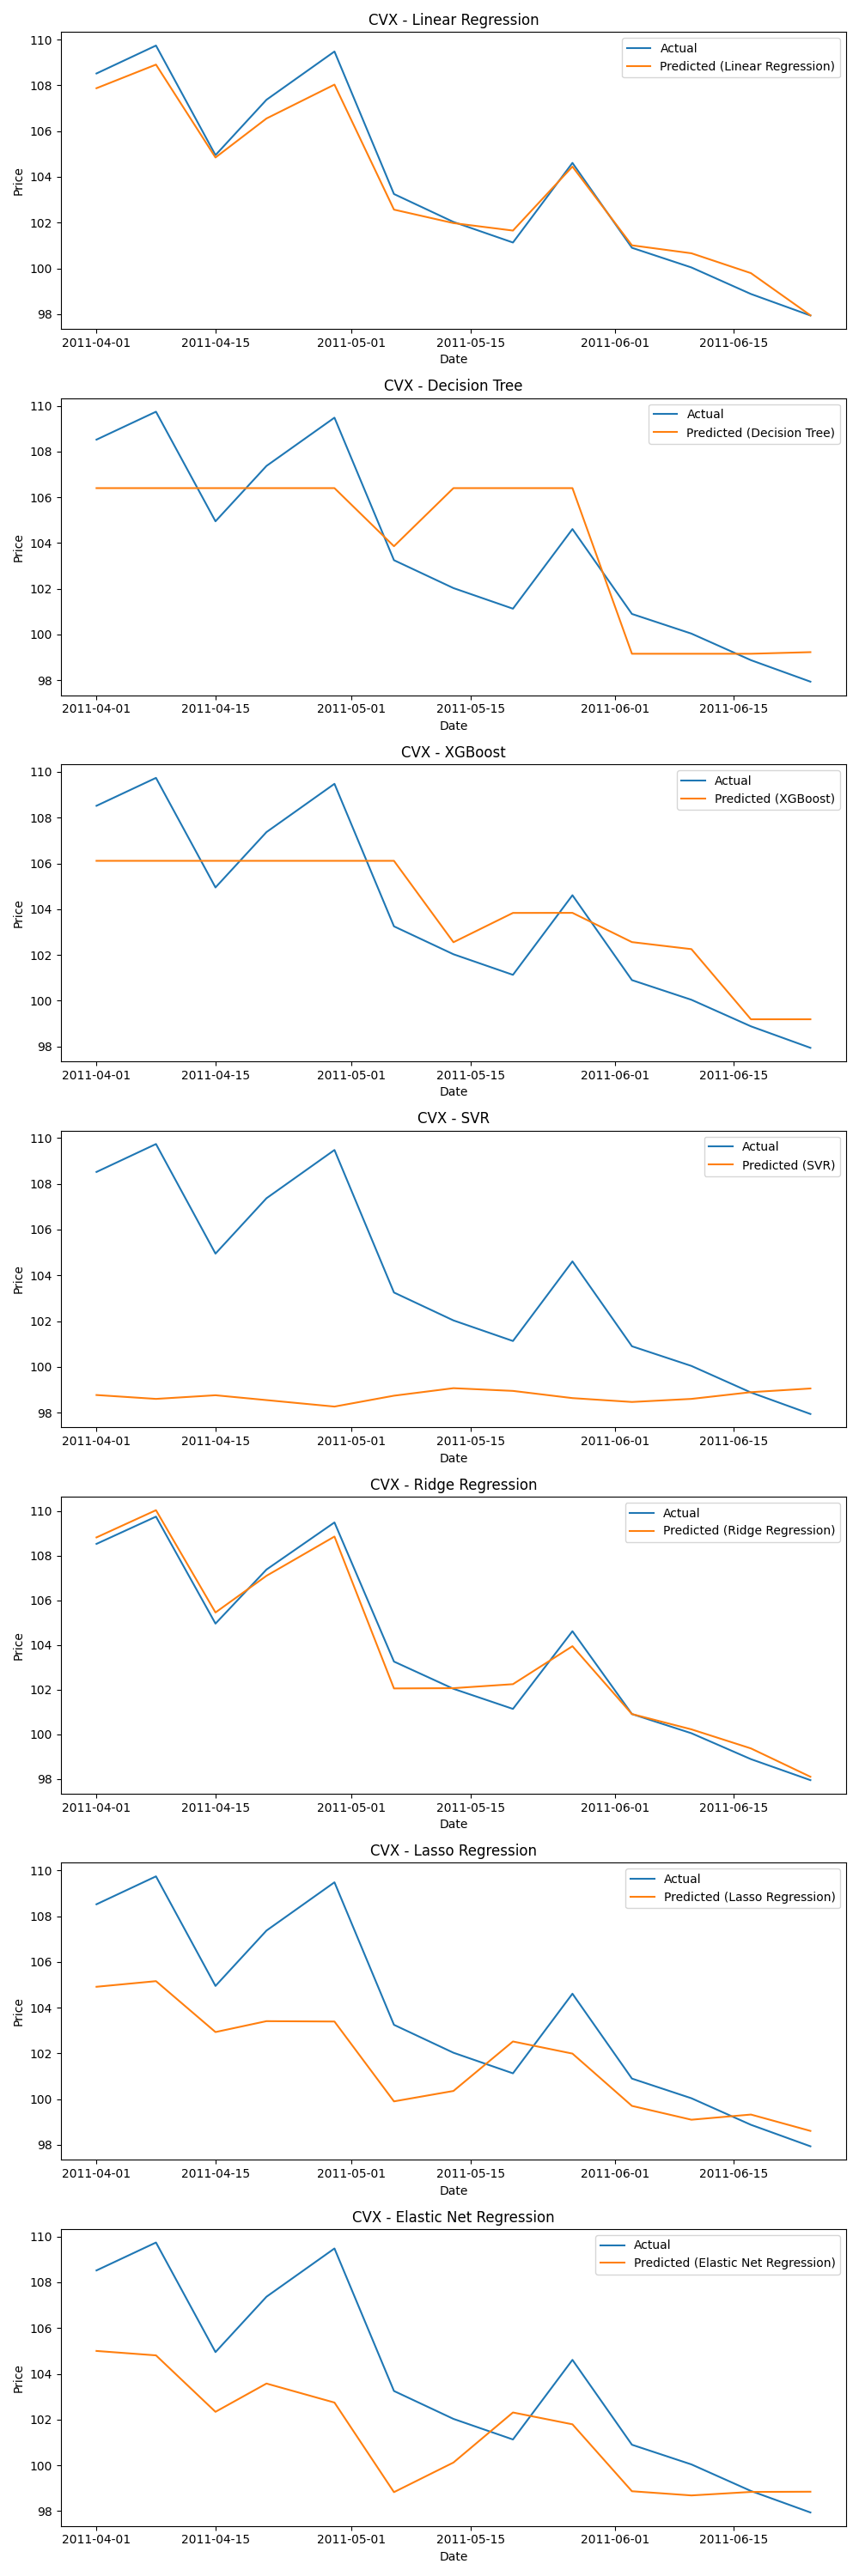 CVX - Linear Regression
Actual
Predicted (Linear Regression)
Price
110
108
106
104
102
100
98
2011-04-01 2011-04-15 2011-05-01 2011-05-15 2011-06-01 2011-06-15
Date
CVX - Decision Tree
Actual
Predicted (Decision Tree)
Price
110
108
106
104
102
100
98
2011-04-01 2011-04-15 2011-05-01 2011-05-15 2011-06-01 2011-06-15
Date
CVX - XGBoost
Actual
Predicted (XGBoost)
Price
110
108
106
104
102
100
98
2011-04-01 2011-04-15 2011-05-01 2011-05-15 2011-06-01 2011-06-15
Date
CVX - SVR
Actual
Predicted (SVR)
Price
110
108
106
104
102
100
98
2011-04-01 2011-04-15 2011-05-01 2011-05-15 2011-06-01 2011-06-15
Date
CVX - Ridge Regression
Actual
Predicted (Ridge Regression)
Price
110
108
106
104
102
100
98
2011-04-01 2011-04-15 2011-05-01 2011-05-15 2011-06-01 2011-06-15
Date
CVX - Lasso Regression
Actual
Predicted (Lasso Regression)
Price
110
108
106
104
102
100
98
2011-04-01 2011-04-15 2011-05-01 2011-05-15 2011-06-01 2011-06-15
Date
CVX - Elastic Net Regression
Actual
Predicted (Elastic Net Regression)
Price
110
108
106
104
102
100
98
2011-04-01 2011-04-15 2011-05-01 2011-05-15 2011-06-01 2011-06-15
Date